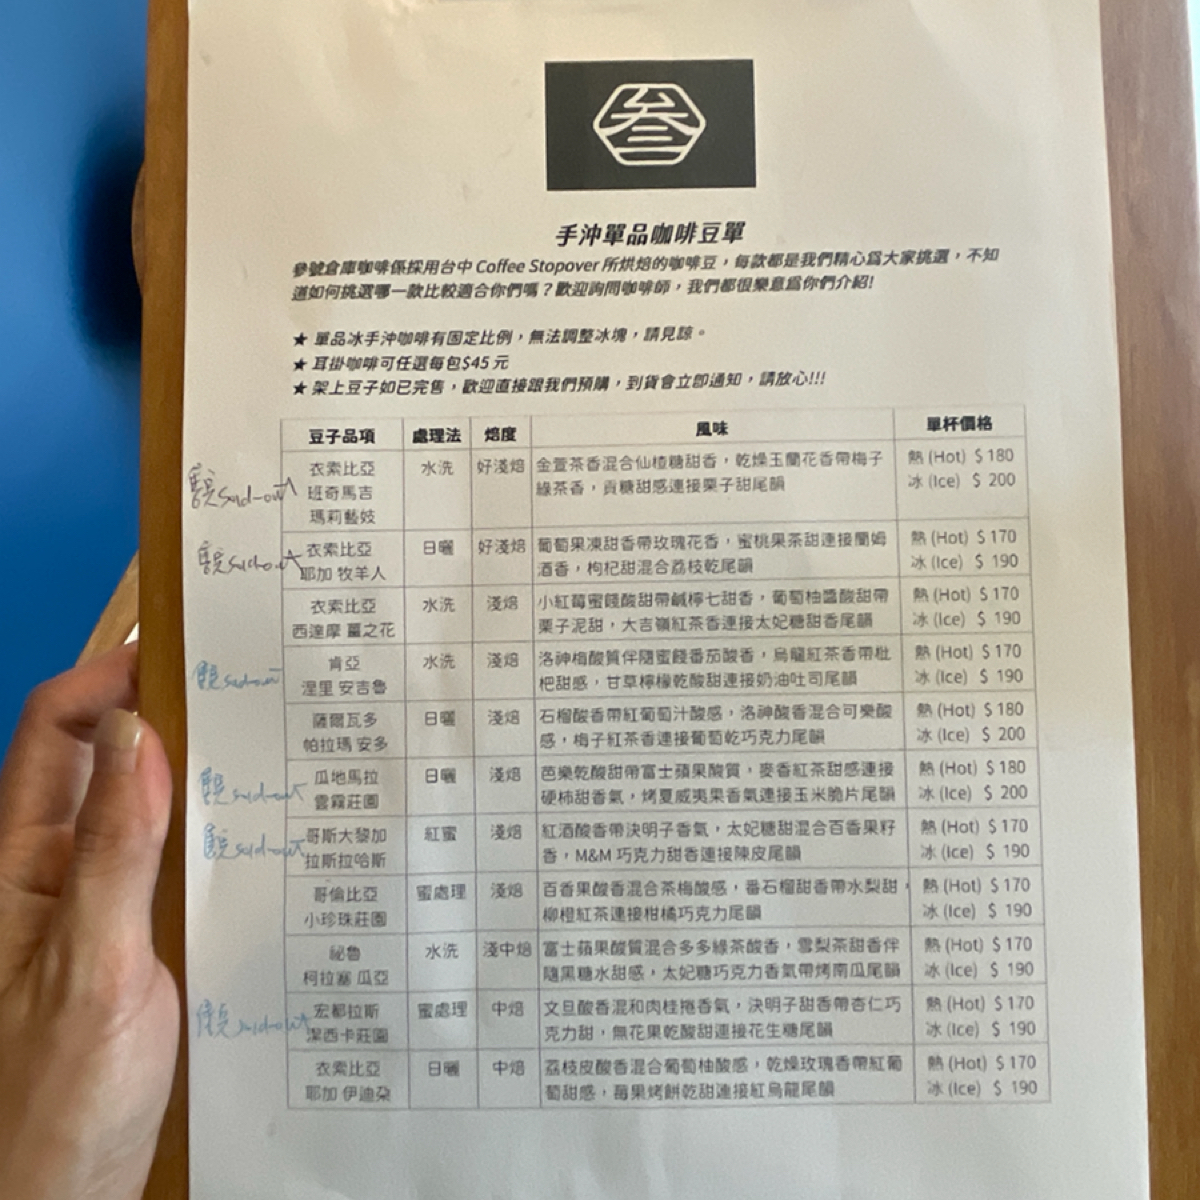 叁
手沖單品咖啡豆單
參號倉庫咖啡係採用台中 Coffee Stopover 所烘焙的咖啡豆，每款都是我們精心為大家挑選，不知
道如何挑選哪一款比較適合你們嗎？歡迎詢問咖啡師，我們都很樂意為你們介紹!
★ 單品冰手沖咖啡有固定比例，無法調整冰塊，請見諒。
★ 耳掛咖啡可任選每包$45 元
★ 架上豆子如已完售，歡迎直接跟我們預購，到貨會立即通知，請放心!!!
豆子品項 處理法 焙度 風味 單杯價格
售完 sold-out
衣索比亞 水洗 好淺焙 金萱茶香混合仙楂糖甜香，乾燥玉蘭花香帶梅子 熱 (Hot) $ 180
班奇馬吉 綠茶香，貢糖甜感連接栗子甜尾韻 冰 (Ice) $ 200
瑪莉藝妓
售完 sold-out
衣索比亞 日曬 好淺焙 葡萄果凍甜香帶玫瑰花香，蜜桃果茶甜連接蘭姆 熱 (Hot) $ 170
耶加 牧羊人 酒香，枸杞甜混合荔枝乾尾韻 冰 (Ice) $ 190
衣索比亞 水洗 淺焙 小紅莓蜜餞酸甜帶鹹檸七甜香，葡萄柚醬酸甜帶 熱 (Hot) $ 170
西達摩 薑之花 栗子泥甜，大吉嶺紅茶香連接太妃糖甜香尾韻 冰 (Ice) $ 190
售完 sold-out
肯亞 水洗 淺焙 洛神梅酸質伴隨蜜餞番茄酸香，烏龍紅茶香帶枇 熱 (Hot) $ 170
涅里 安吉魯 杷甜感，甘草檸檬乾酸甜連接奶油吐司尾韻 冰 (Ice) $ 190
薩爾瓦多 日曬 淺焙 石榴酸香帶紅葡萄汁酸感，洛神酸香混合可樂酸 熱 (Hot) $ 180
帕拉瑪 安多 感，梅子紅茶香連接葡萄乾巧克力尾韻 冰 (Ice) $ 200
售完 sold-out
瓜地馬拉 日曬 淺焙 芭樂乾酸甜帶富士蘋果酸質，麥香紅茶甜感連接 熱 (Hot) $ 180
雲霧莊園 硬柿甜香氣，烤夏威夷果香氣連接玉米脆片尾韻 冰 (Ice) $ 200
售完 sold-out
哥斯大黎加 紅蜜 淺焙 紅酒酸香帶決明子香氣，太妃糖甜混合百香果籽 熱 (Hot) $ 170
拉斯拉哈斯 香，M&M 巧克力甜香連接陳皮尾韻 冰 (Ice) $ 190
哥倫比亞 蜜處理 淺焙 百香果酸香混合茶梅酸感，番石榴甜香帶水梨甜， 熱 (Hot) $ 170
小珍珠莊園 柳橙紅茶連接柑橘巧克力尾韻 冰 (Ice) $ 190
祕魯 水洗 淺中焙 富士蘋果酸質混合多多綠茶酸香，雪梨茶甜香伴 熱 (Hot) $ 170
柯拉塞 瓜亞 隨黑糖水甜感，太妃糖巧克力香氣帶烤南瓜尾韻 冰 (Ice) $ 190
售完 sold-out
宏都拉斯 蜜處理 中焙 文旦酸香混和肉桂捲香氣，決明子甜香帶杏仁巧 熱 (Hot) $ 170
潔西卡莊園 克力甜，無花果乾酸甜連接花生糖尾韻 冰 (Ice) $ 190
衣索比亞 日曬 中焙 荔枝皮酸香混合葡萄柚酸感，乾燥玫瑰香帶紅葡 熱 (Hot) $ 170
耶加 伊迪朵 萄甜感，莓果烤餅乾甜連接紅烏龍尾韻 冰 (Ice) $ 190